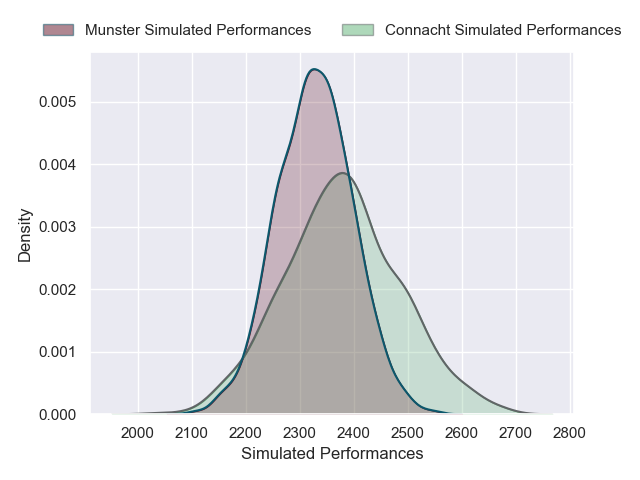 Munster Simulated Performances Connacht Simulated Performances
0.005
0.004
0.003
0.002
0.001
0.000
Density
2000 2100 2200 2300 2400 2500 2600 2700 2800
Simulated Performances